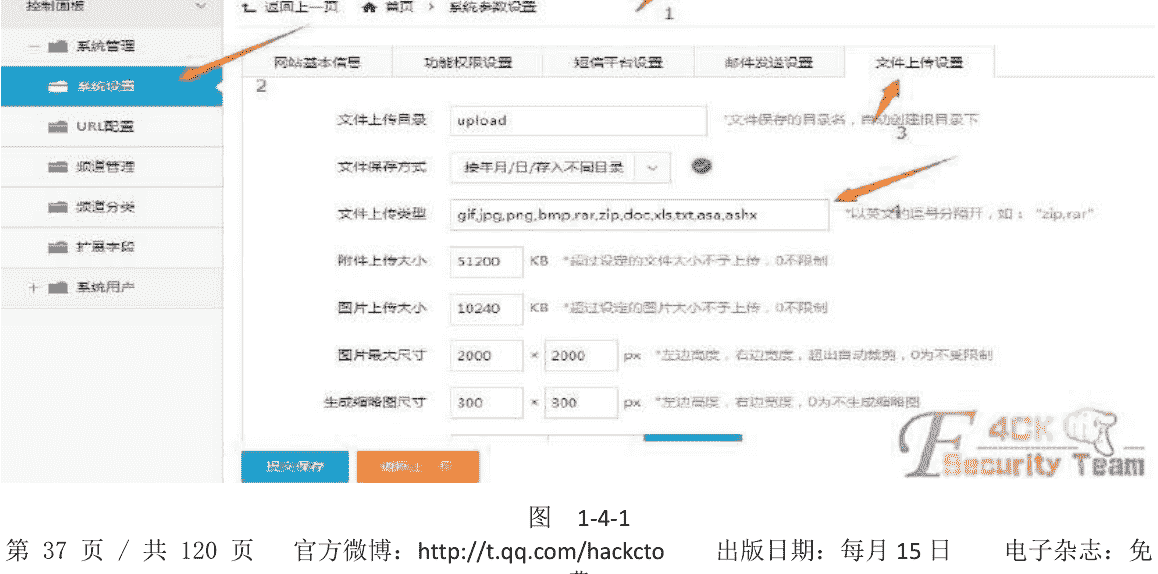 控制面板
返回上一页 首页 › 系统参数设置
1
系统管理
系统设置
URL配置
频道管理
频道分类
扩展字段
系统用户
网站基本信息 功能权限设置 短信平台设置 邮件发送设置 文件上传设置
2
3
文件上传目录 upload *文件保存的目录名，自动创建根目录下
文件保存方式 按年月/日/存入不同目录
4
文件上传类型 gif,jpg,png,bmp,rar,zip,doc,xls,txt,asa,ashx *以英文的逗号分隔开，如： “zip,rar”
附件上传大小 51200 KB *超过设定的文件大小不予上传，0不限制
图片上传大小 10240 KB *超过设定的图片大小不予上传，0不限制
图片最大尺寸 2000 × 2000 px *左边高度，右边宽度，超出自动裁剪，0为不受限制
生成缩略图尺寸 300 × 300 px *左边高度，右边宽度，0为不生成缩略图
提交保存
F4CK
Security Team
图 1-4-1
第 37 页 / 共 120 页 官方微博：http://t.qq.com/hackcto 出版日期：每月 15 日 电子杂志：免